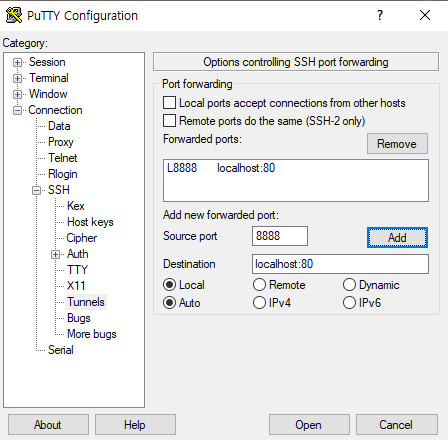 PuTTY Configuration
Category:
Session
Terminal
Window
Connection
Data
Proxy
Telnet
Rlogin
SSH
Kex
Host keys
Cipher
Auth
TTY
X11
Tunnels
Bugs
More bugs
Serial
Options controlling SSH port forwarding
Port forwarding
Local ports accept connections from other hosts
Remote ports do the same (SSH-2 only)
Forwarded ports: Remove
L8888 localhost:80
Add new forwarded port:
Source port 8888 Add
Destination localhost:80
Local Remote Dynamic
Auto IPv4 IPv6
About Help Open Cancel